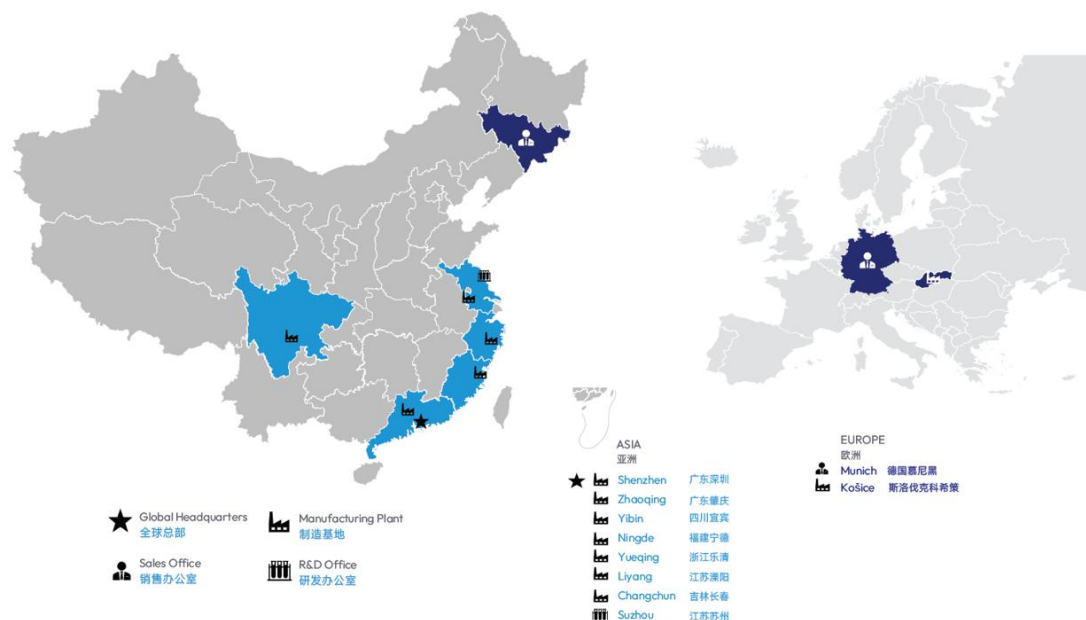 Global Headquarters
全球总部
Manufacturing Plant
制造基地
Sales Office
销售办公室
R&D Office
研发办公室
ASIA
亚洲
Shenzhen 广东深圳
Zhaoqing 广东肇庆
Yibin 四川宜宾
Ningde 福建宁德
Yueqing 浙江乐清
Liyang 江苏溧阳
Changchun 吉林长春
Suzhou 江苏苏州
EUROPE
欧洲
Munich 德国慕尼黑
Košice 斯洛伐克科希策